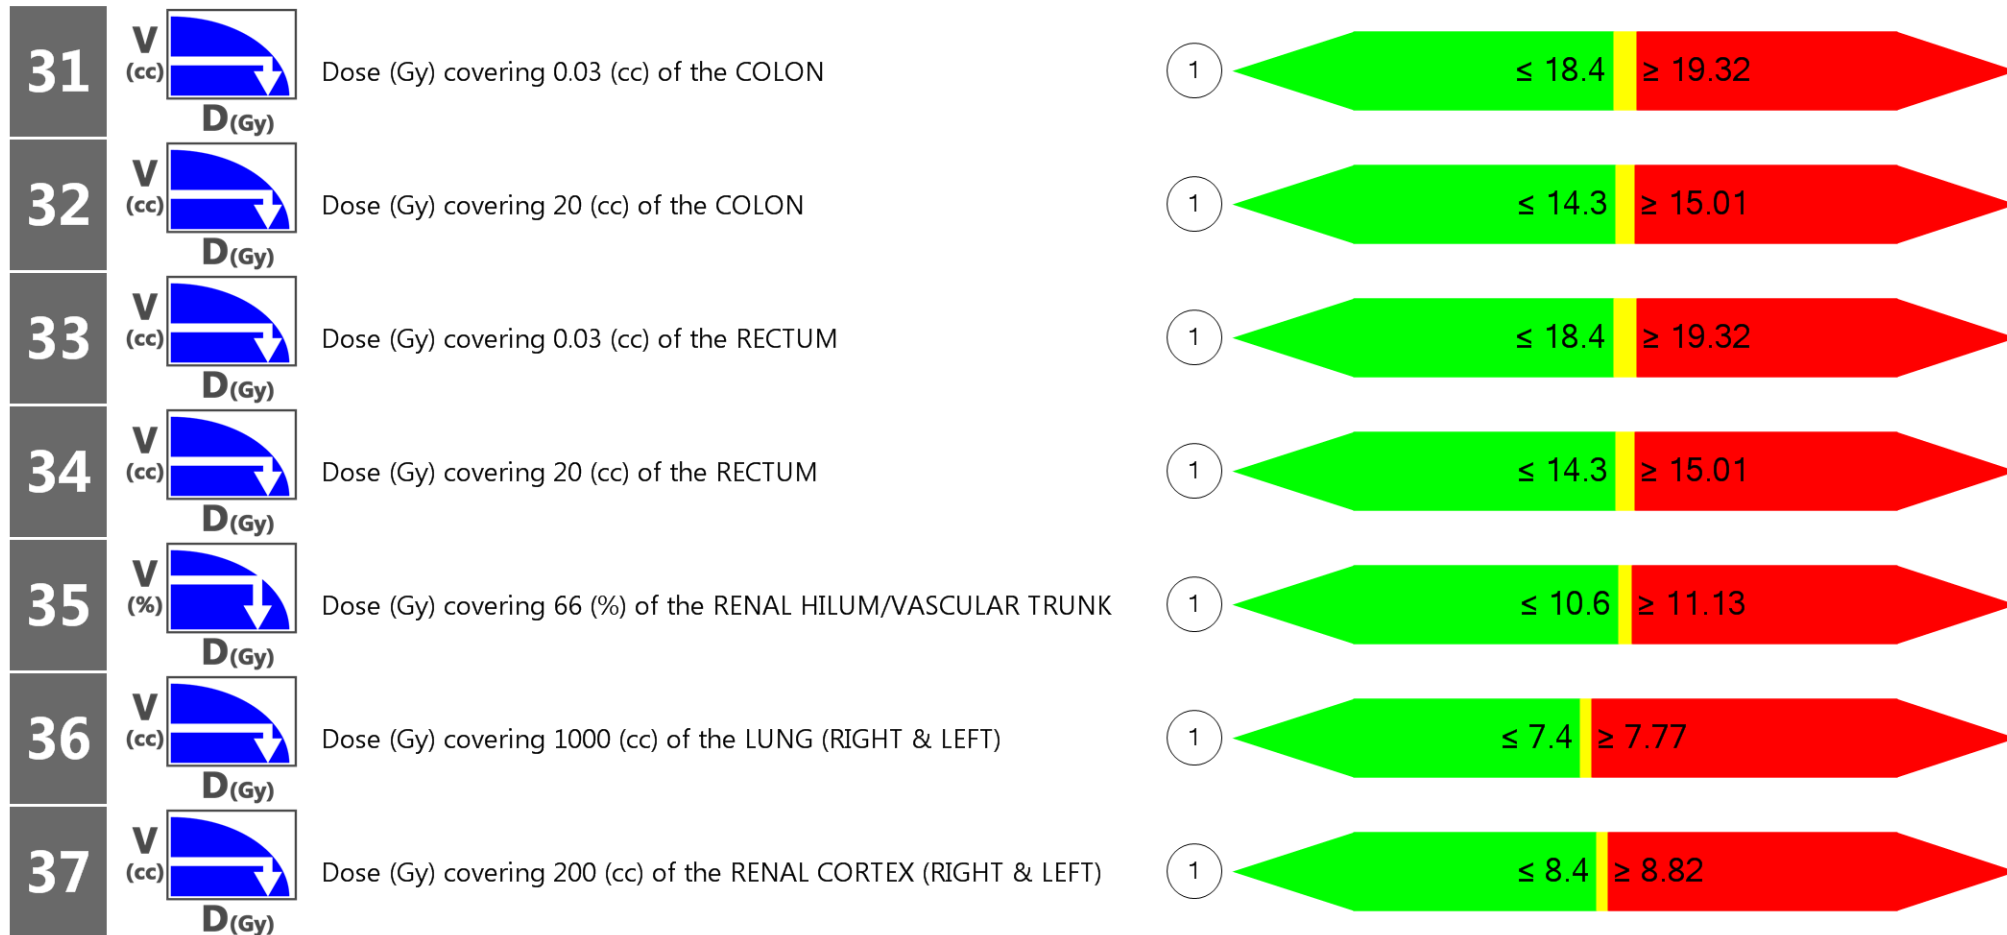 31 V (cc) D(Gy) Dose (Gy) covering 0.03 (cc) of the COLON 1 ≤ 18.4 ≥ 19.32
32 V (cc) D(Gy) Dose (Gy) covering 20 (cc) of the COLON 1 ≤ 14.3 ≥ 15.01
33 V (cc) D(Gy) Dose (Gy) covering 0.03 (cc) of the RECTUM 1 ≤ 18.4 ≥ 19.32
34 V (cc) D(Gy) Dose (Gy) covering 20 (cc) of the RECTUM 1 ≤ 14.3 ≥ 15.01
35 V (%) D(Gy) Dose (Gy) covering 66 (%) of the RENAL HILUM/VASCULAR TRUNK 1 ≤ 10.6 ≥ 11.13
36 V (cc) D(Gy) Dose (Gy) covering 1000 (cc) of the LUNG (RIGHT & LEFT) 1 ≤ 7.4 ≥ 7.77
37 V (cc) D(Gy) Dose (Gy) covering 200 (cc) of the RENAL CORTEX (RIGHT & LEFT) 1 ≤ 8.4 ≥ 8.82